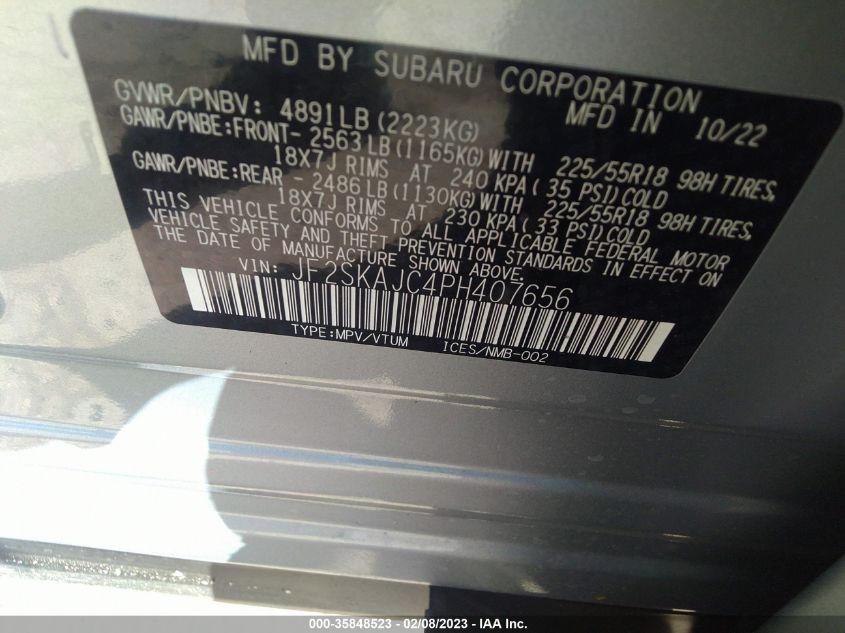 MFD BY SUBARU CORPORATION
MFD IN 10/22
GVWR/PNBV: 4891LB(2223KG)
GAWR/PNBE:FRONT- 2563LB(1165KG)WITH 225/55R18 98H TIRES,
18X7J RIMS AT 240 KPA( 35 PSI)COLD
GAWR/PNBE:REAR 2486LB(1130KG)WITH 225/55R18 98H TIRES,
18X7J RIMS AT 230 KPA( 33 PSI)COLD
THIS VEHICLE CONFORMS TO ALL APPLICABLE FEDERAL MOTOR
VEHICLE SAFETY AND THEFT PREVENTION STANDARDS IN EFFECT ON
THE DATE OF MANUFACTURE SHOWN ABOVE.
VIN: JF2SKAJC4PH407656
TYPE:MPV/VTUM ICES/NMB-002
000-35848523 - 02/08/2023 - IAA Inc.